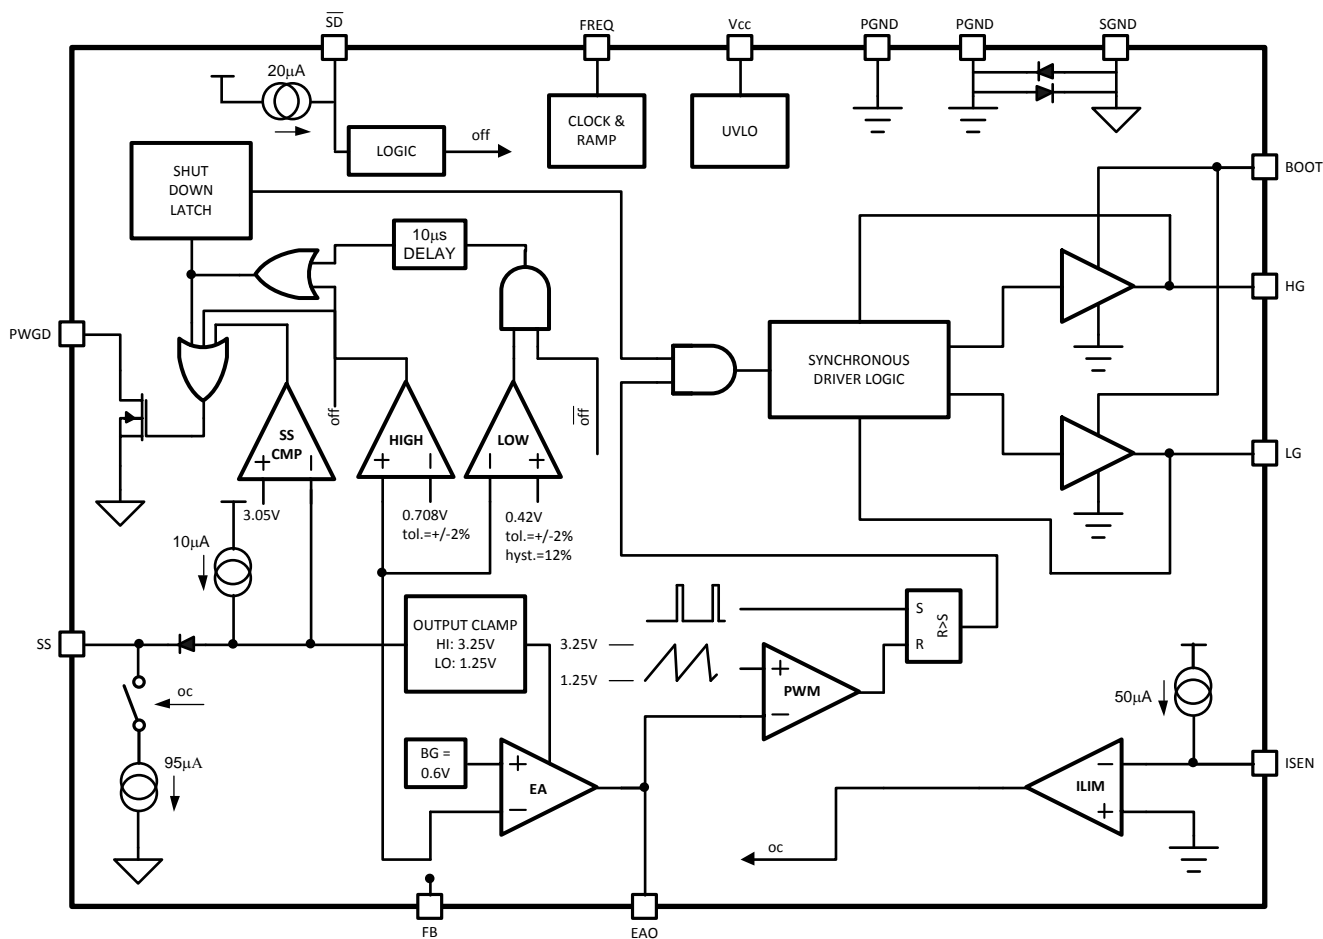 SD
FREQ
Vcc
PGND
PGND
SGND
20µA
CLOCK &
RAMP
UVLO
LOGIC
off
SHUT
DOWN
LATCH
BOOT
10µs
DELAY
HG
PWGD
SYNCHRONOUS
DRIVER LOGIC
off
off
SS
CMP
+
–
HIGH
+
–
LOW
–
+
LG
3.05V
0.708V
tol.=+/-2%
0.42V
tol.=+/-2%
hyst.=12%
10µA
S
R
R>S
OUTPUT CLAMP
HI: 3.25V
LO: 1.25V
3.25V
1.25V
SS
+
–
PWM
oc
50µA
BG =
0.6V
+
–
EA
95µA
–
+
ILIM
ISEN
oc
FB
EAO